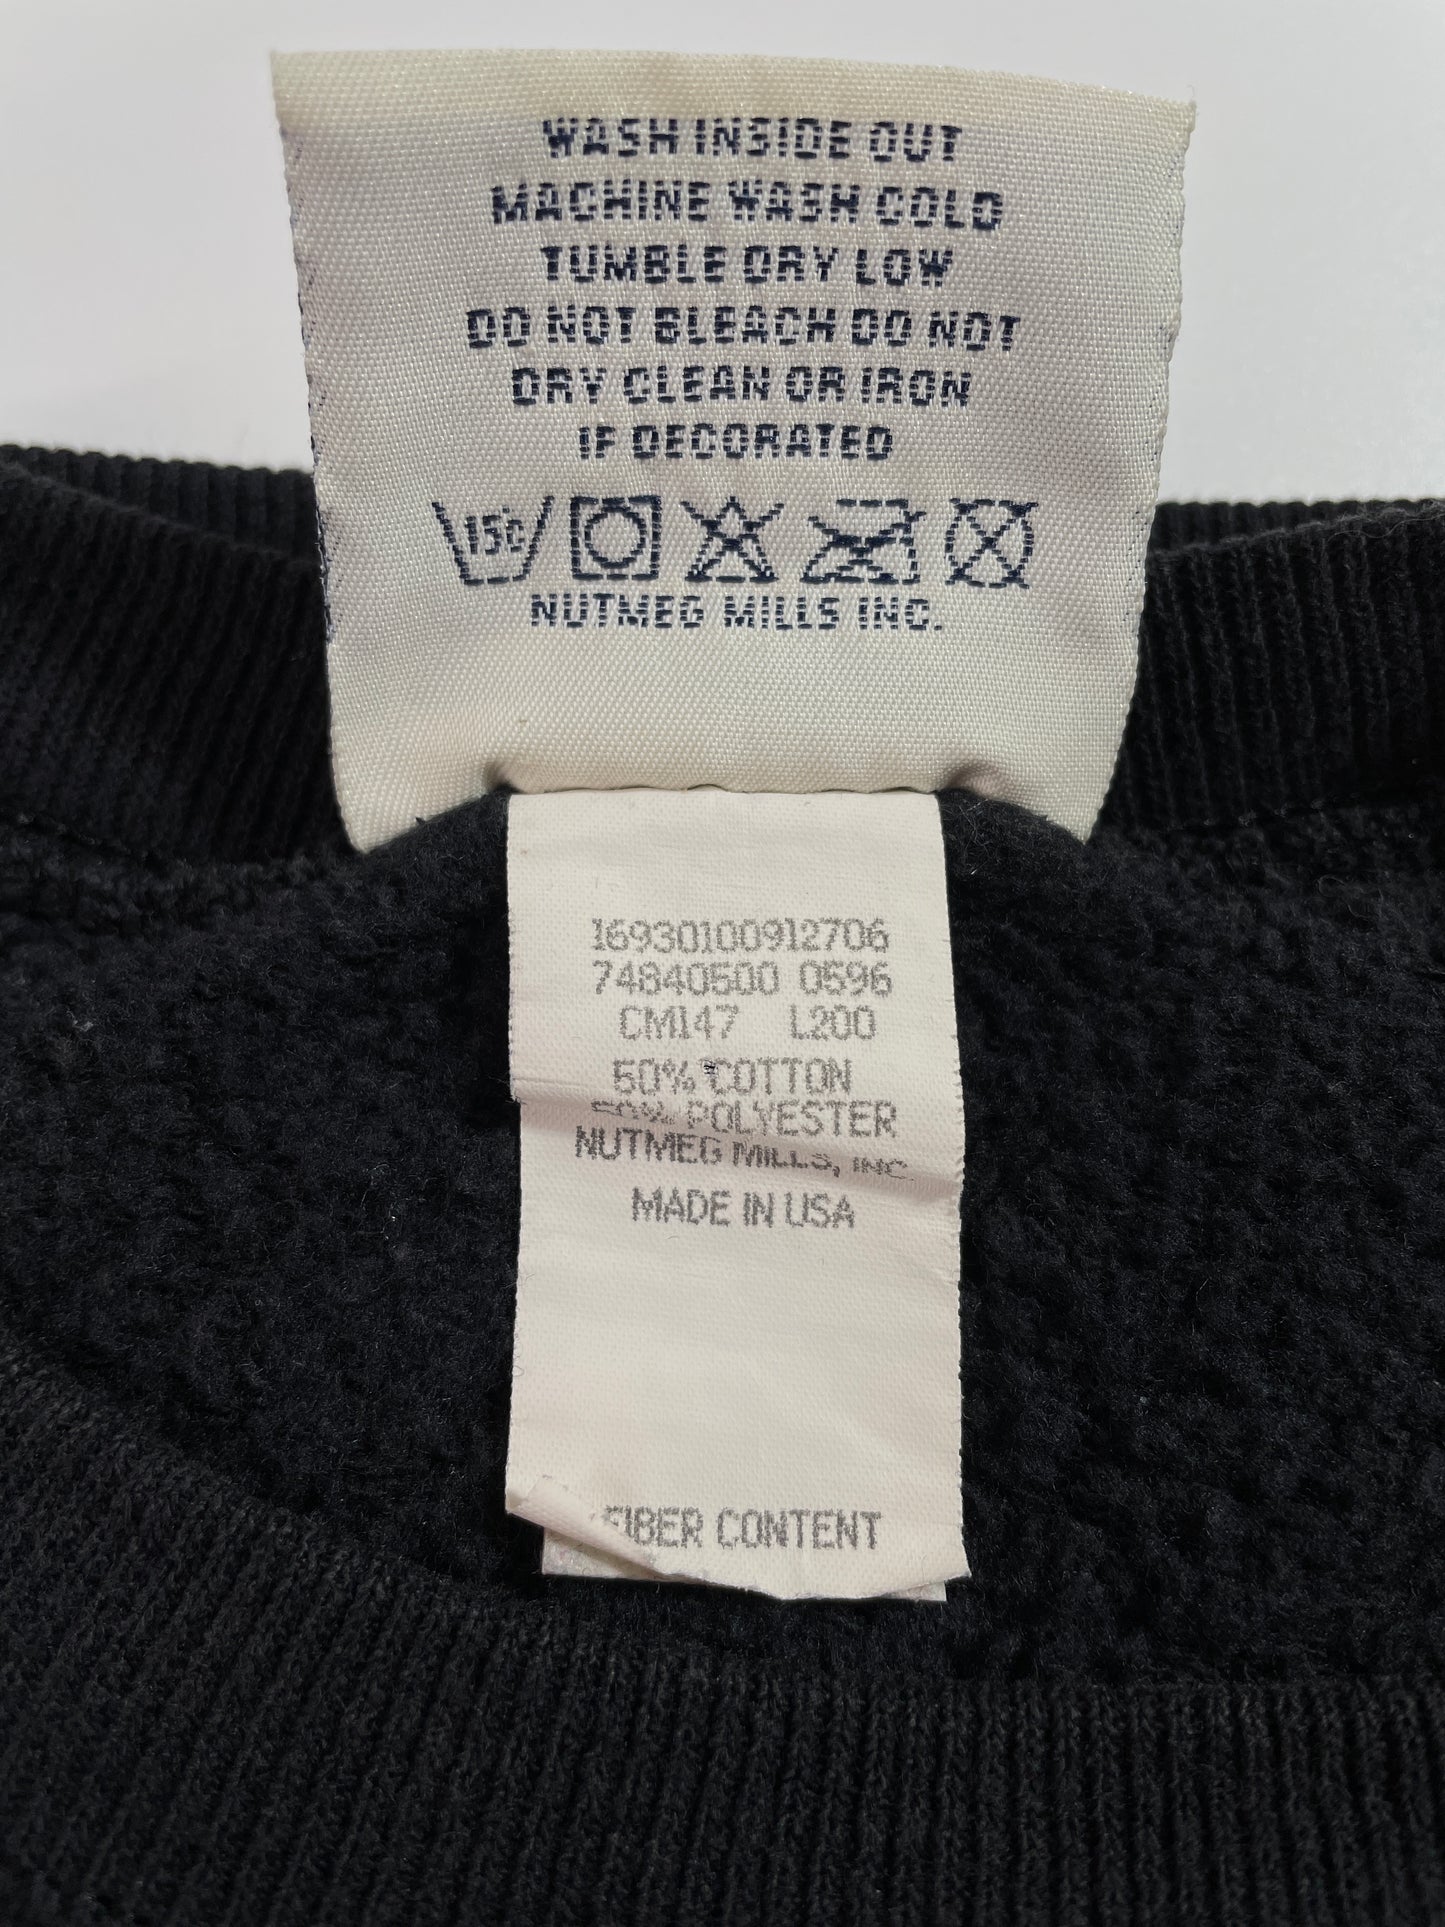 WASH INSIDE OUT
MACHINE WASH COLD
TUMBLE DRY LOW
DO NOT BLEACH DO NOT
DRY CLEAN OR IRON
IF DECORATED
NUTMEG MILLS INC.
16930100912706
74840500 0596
CM147 L200
50% COTTON
50% POLYESTER
NUTMEG MILLS, INC.
MADE IN USA
FIBER CONTENT